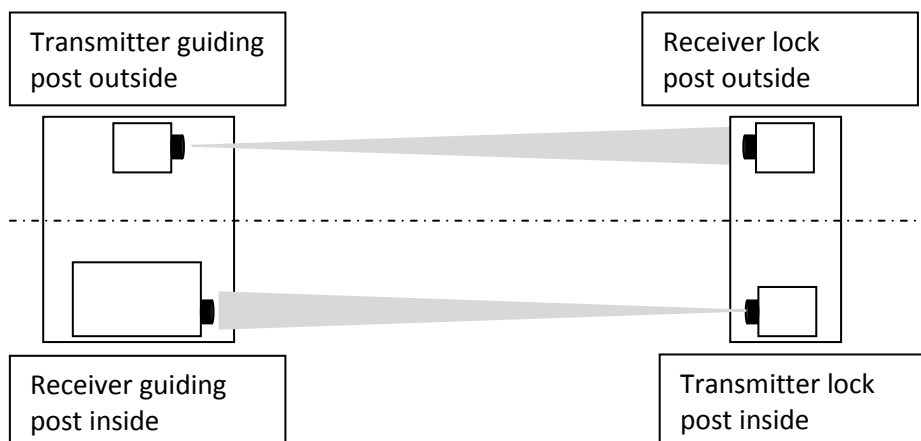 Transmitter guiding
post outside
Receiver lock
post outside
Receiver guiding
post inside
Transmitter lock
post inside